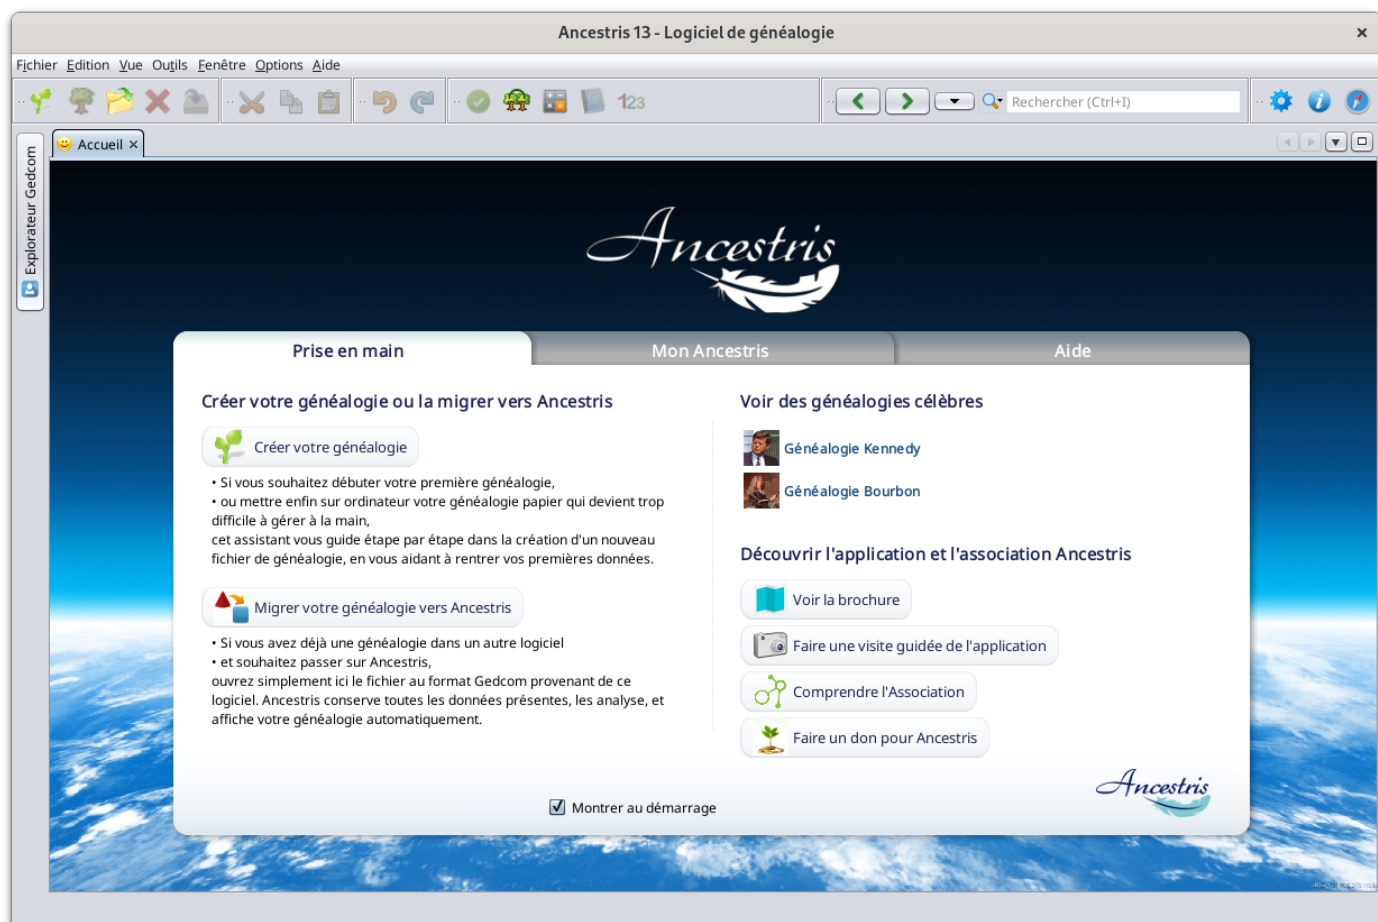 Ancestris 13 - Logiciel de généalogie
Fichier Edition Vue Outils Fenêtre Options Aide
123
Rechercher (Ctrl+I)
Accueil
Explorateur Gedcom
Ancestris
Prise en main
Mon Ancestris
Aide
Créer votre généalogie ou la migrer vers Ancestris
Créer votre généalogie
• Si vous souhaitez débuter votre première généalogie,
• ou mettre enfin sur ordinateur votre généalogie papier qui devient trop
difficile à gérer à la main,
cet assistant vous guide étape par étape dans la création d'un nouveau
fichier de généalogie, en vous aidant à rentrer vos premières données.
Migrer votre généalogie vers Ancestris
• Si vous avez déjà une généalogie dans un autre logiciel
• et souhaitez passer sur Ancestris,
ouvrez simplement ici le fichier au format Gedcom provenant de ce
logiciel. Ancestris conserve toutes les données présentes, les analyse, et
affiche votre généalogie automatiquement.
Voir des généalogies célèbres
Généalogie Kennedy
Généalogie Bourbon
Découvrir l'application et l'association Ancestris
Voir la brochure
Faire une visite guidée de l'application
Comprendre l'Association
Faire un don pour Ancestris
Ancestris
Montrer au démarrage